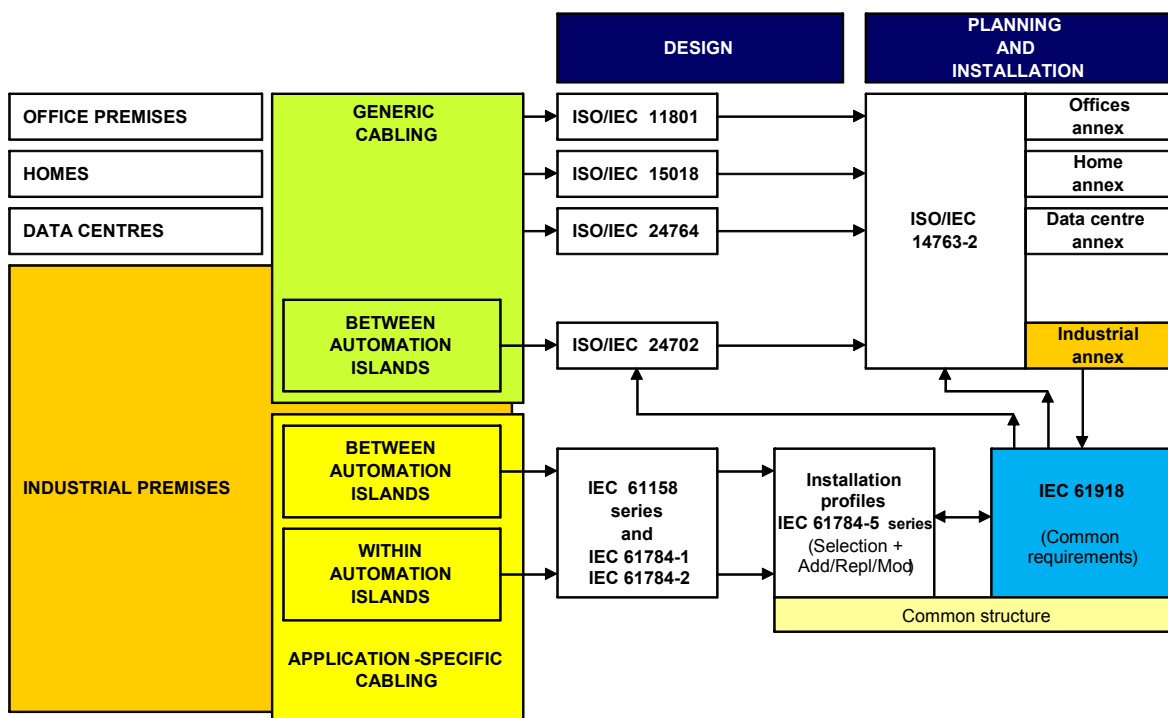 DESIGN
PLANNING
AND
INSTALLATION
OFFICE PREMISES
HOMES
DATA CENTRES
INDUSTRIAL PREMISES
GENERIC
CABLING
BETWEEN
AUTOMATION
ISLANDS
BETWEEN
AUTOMATION
ISLANDS
WITHIN
AUTOMATION
ISLANDS
APPLICATION -SPECIFIC
CABLING
ISO/IEC 11801
ISO/IEC 15018
ISO/IEC 24764
ISO/IEC 24702
IEC 61158
series
and
IEC 61784-1
IEC 61784-2
ISO/IEC
14763-2
Offices
annex
Home
annex
Data centre
annex
Industrial
annex
Installation
profiles
IEC 61784-5 series
(Selection +
Add/Repl/Mod)
IEC 61918
(Common
requirements)
Common structure